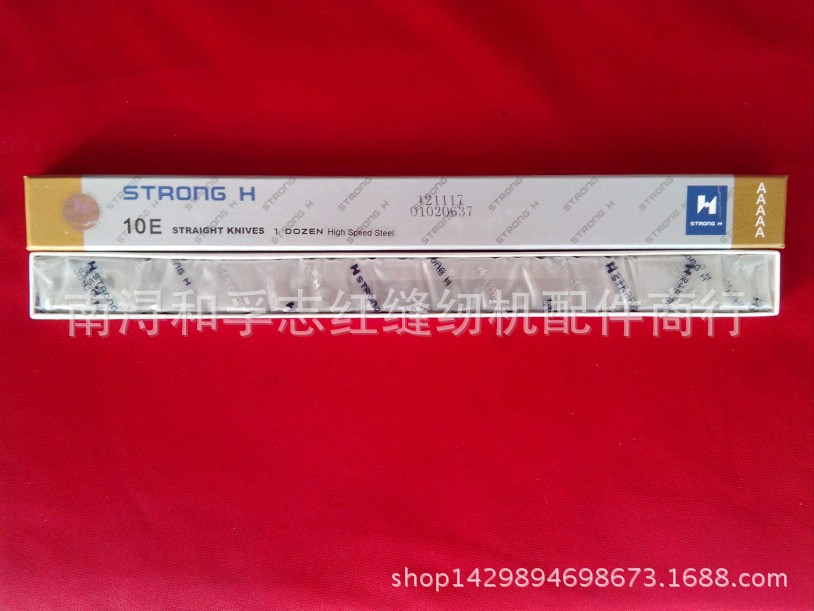 STRONG H
121117
01020637
10E STRAIGHT KNIVES 1 DOZEN High Speed Steel
STRONG H
AAAAA
南浔和孚志红缝纫机配件商行
shop1429894698673.1688.com